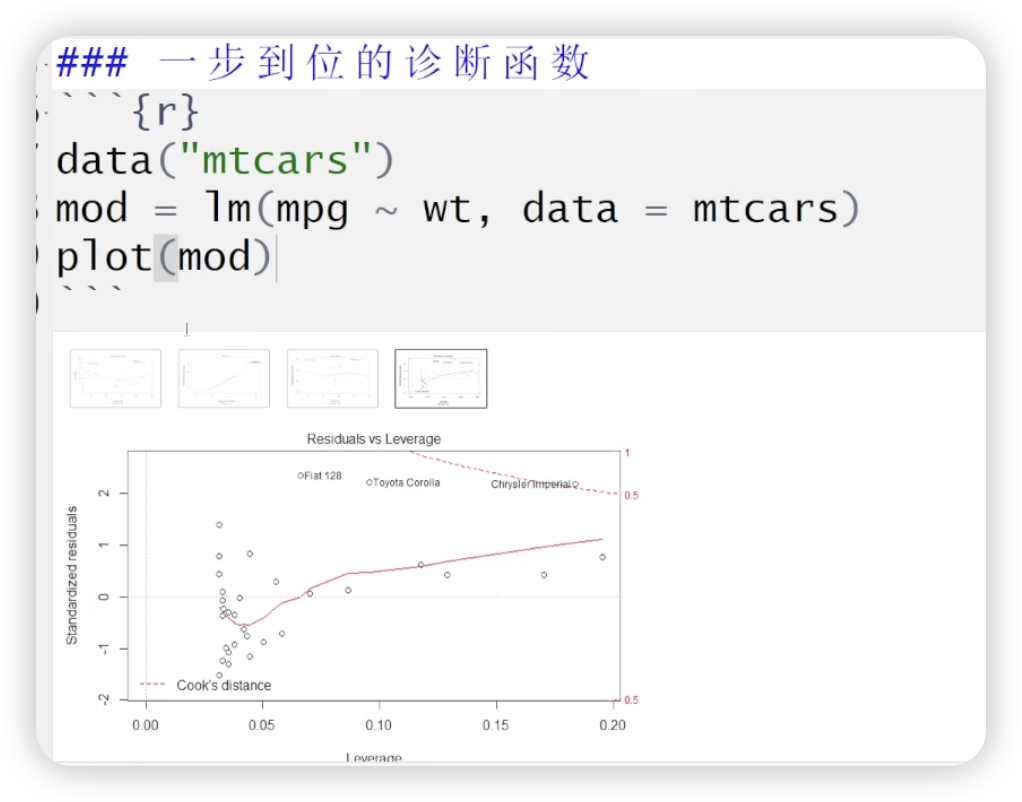 ### 一步到位的诊断函数
```{r}
data("mtcars")
mod = lm(mpg ~ wt, data = mtcars)
plot(mod)
```
Residuals vs Leverage
Fiat 128
Toyota Corolla
Chrysler Imperial
1
0.5
2
1
0
-1
-2
Standardized residuals
Cook's distance
0.5
0.00 0.05 0.10 0.15 0.20
Leverage